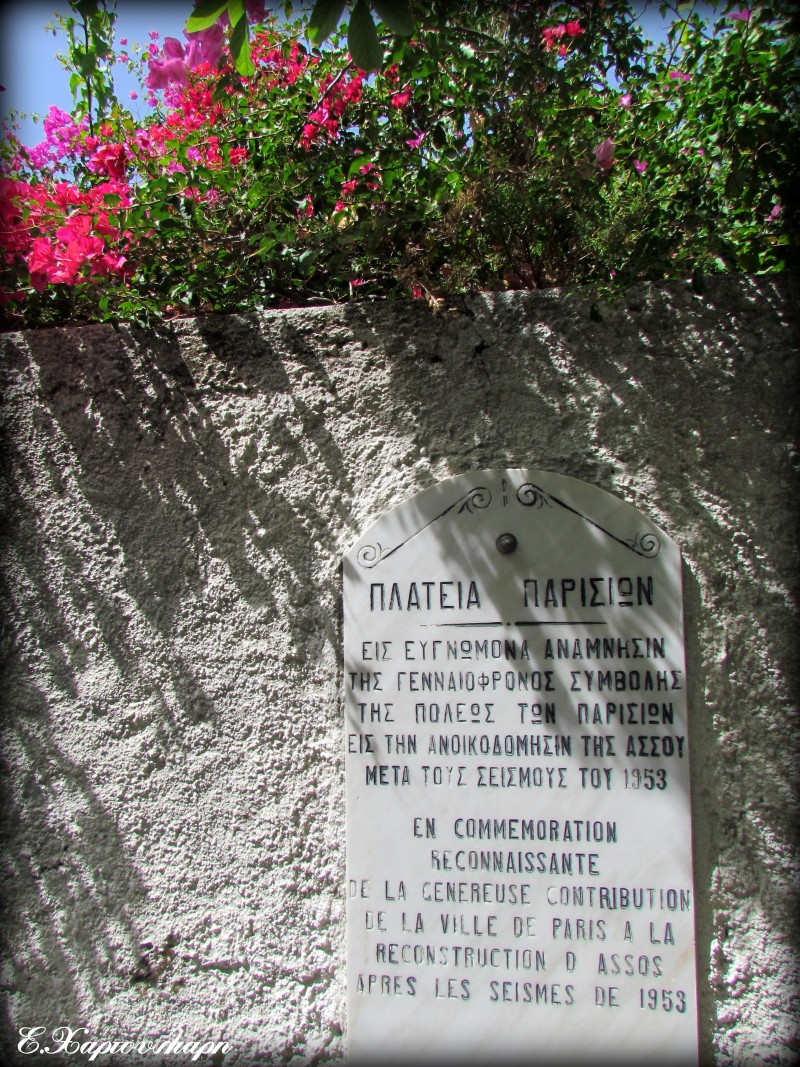 ΠΛΑΤΕΙΑ ΠΑΡΙΣΙΩΝ
ΕΙΣ ΕΥΓΝΩΜΟΝΑ ΑΝΑΜΝΗΣΙΝ
ΤΗΣ ΓΕΝΝΑΙΟΦΡΟΝΟΣ ΣΥΜΒΟΛΗΣ
ΤΗΣ ΠΟΛΕΩΣ ΤΩΝ ΠΑΡΙΣΙΩΝ
ΕΙΣ ΤΗΝ ΑΝΟΙΚΟΔΟΜΗΣΙΝ ΤΗΣ ΑΣΣΟΥ
ΜΕΤΑ ΤΟΥΣ ΣΕΙΣΜΟΥΣ ΤΟΥ 1953
EN COMMEMORATION
RECONNAISSANTE
DE LA GENEREUSE CONTRIBUTION
DE LA VILLE DE PARIS A LA
RECONSTRUCTION D ASSOS
APRES LES SEISMES DE 1953
Ε.Χαριτουλλαρη